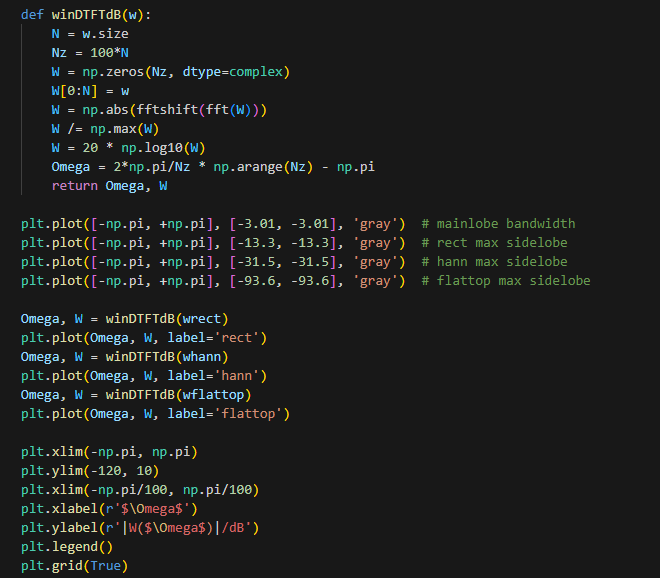 def winDTFTdB(w):
    N = w.size
    Nz = 100*N
    W = np.zeros(Nz, dtype=complex)
    W[0:N] = w
    W = np.abs(fftshift(fft(W)))
    W /= np.max(W)
    W = 20 * np.log10(W)
    Omega = 2*np.pi/Nz * np.arange(Nz) - np.pi
    return Omega, W

plt.plot([-np.pi, +np.pi], [-3.01, -3.01], 'gray')  # mainlobe bandwidth
plt.plot([-np.pi, +np.pi], [-13.3, -13.3], 'gray')  # rect max sidelobe
plt.plot([-np.pi, +np.pi], [-31.5, -31.5], 'gray')  # hann max sidelobe
plt.plot([-np.pi, +np.pi], [-93.6, -93.6], 'gray')  # flattop max sidelobe

Omega, W = winDTFTdB(wrect)
plt.plot(Omega, W, label='rect')
Omega, W = winDTFTdB(whann)
plt.plot(Omega, W, label='hann')
Omega, W = winDTFTdB(wflattop)
plt.plot(Omega, W, label='flattop')

plt.xlim(-np.pi, np.pi)
plt.ylim(-120, 10)
plt.xlim(-np.pi/100, np.pi/100)
plt.xlabel(r'$\Omega$')
plt.ylabel(r'|W($\Omega$)|/dB')
plt.legend()
plt.grid(True)